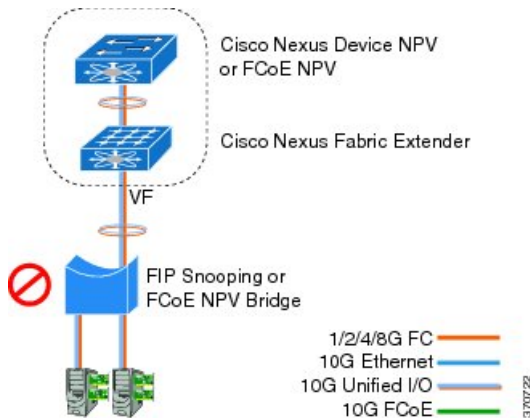 Cisco Nexus Device NPV
or FCoE NPV
Cisco Nexus Fabric Extender
VF
FIP Snooping or
FCoE NPV Bridge
1/2/4/8G FC
10G Ethernet
10G Unified I/O
10G FCoE